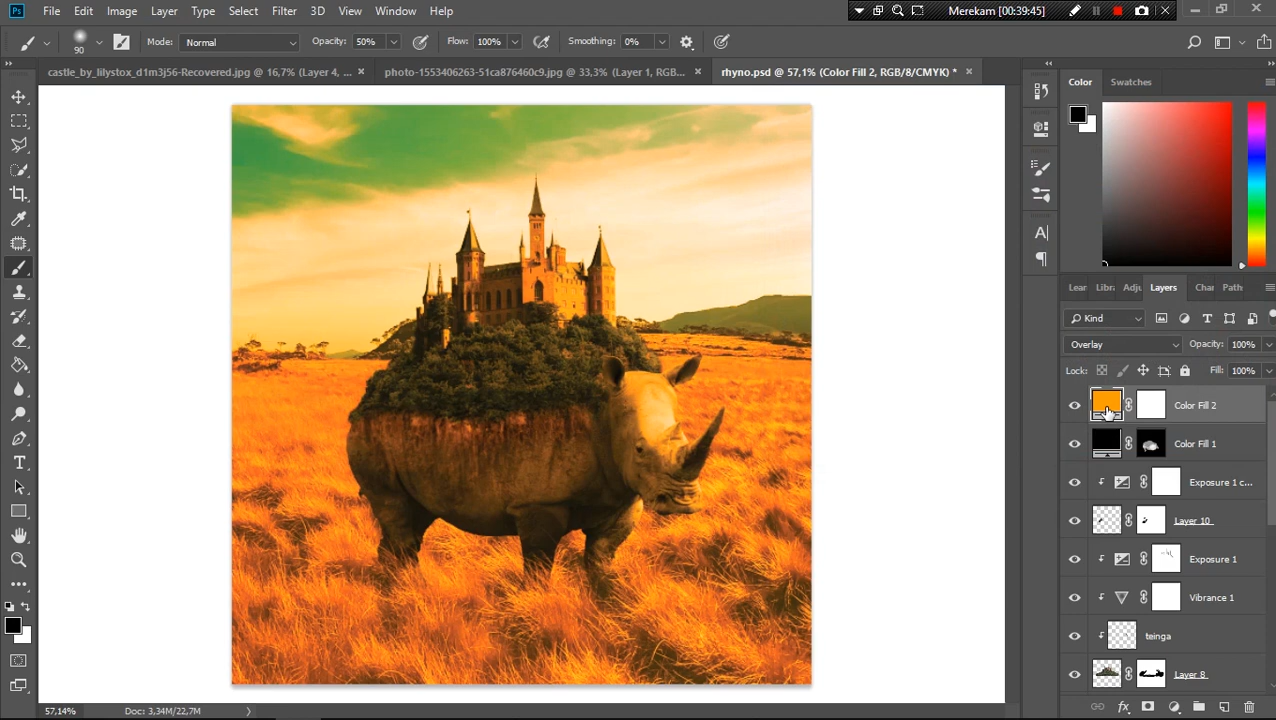 Ps File Edit Image Layer Type Select Filter 3D View Window Help Merekam [00:39:45]
90 Mode: Normal Opacity: 50% Flow: 100% Smoothing: 0%
castle_by_lilystox_d1m3j56-Recovered.jpg @ 16,7% (Layer 4, ... × photo-1553406263-51ca876460c9.jpg @ 33,3% (Layer 1, RGB... × rhyno.psd @ 57,1% (Color Fill 2, RGB/8/CMYK) * ×
Color Swatches
Lear Libra Adju Layers Char Path
Kind
Overlay Opacity: 100%
Lock: Fill: 100%
Color Fill 2
Color Fill 1
Exposure 1 c...
Layer 10
Exposure 1
Vibrance 1
teinga
Layer 8
57,14% Doc: 3,34M/22,7M